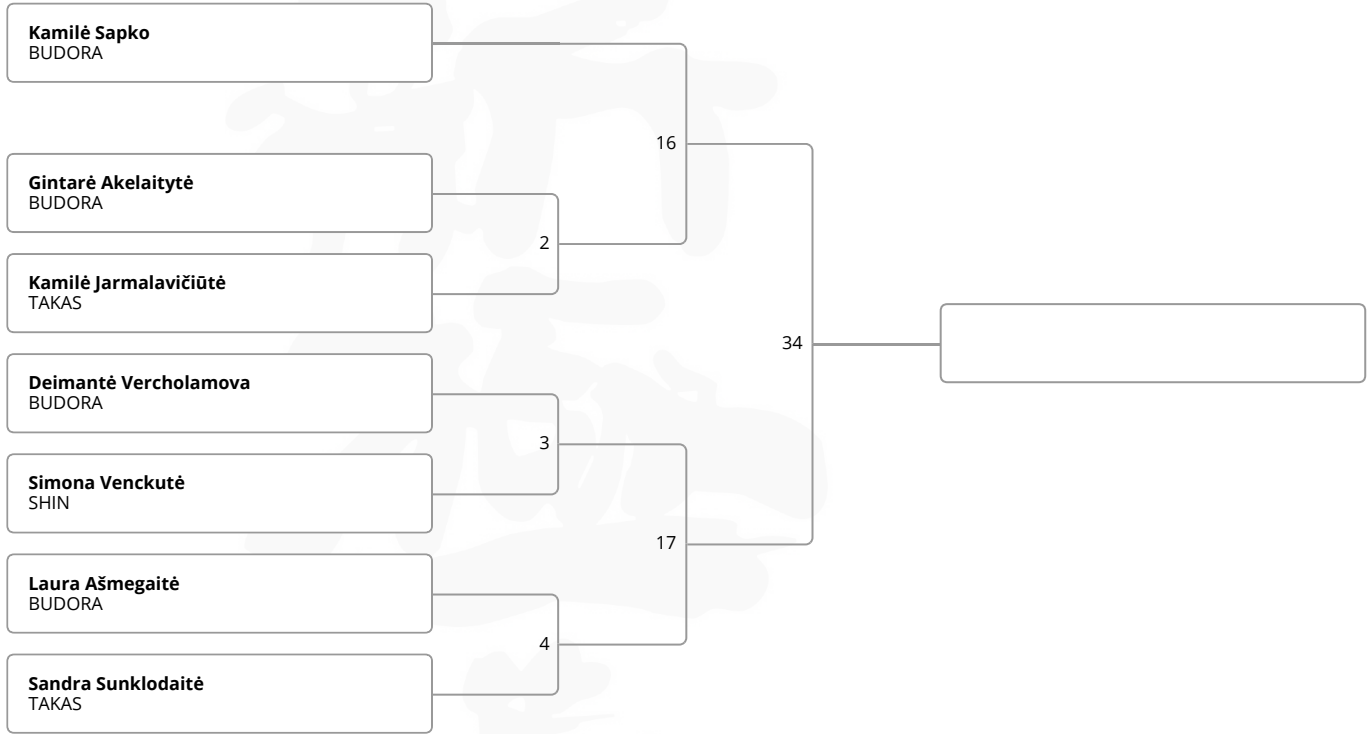 Kamilė Sapko
BUDORA
16
Gintarė Akelaitytė
BUDORA
2
Kamilė Jarmalavičiūtė
TAKAS
34
Deimantė Vercholamova
BUDORA
3
Simona Venckutė
SHIN
17
Laura Ašmegaitė
BUDORA
4
Sandra Sunklodaitė
TAKAS